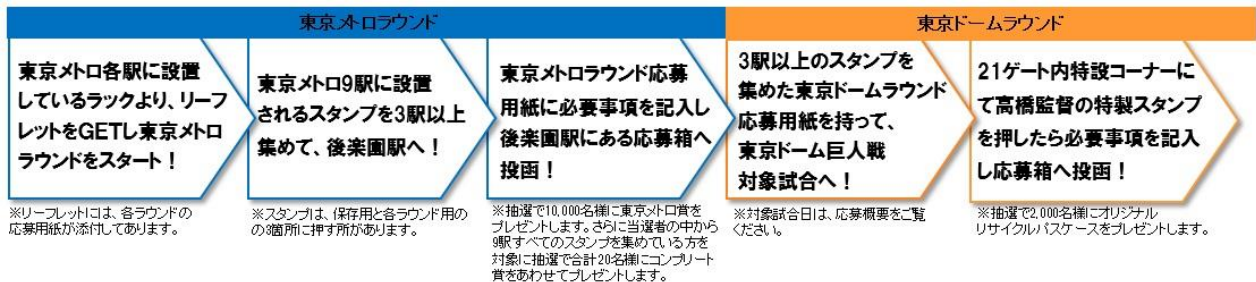 東京メトロラウンド
東京ドームラウンド
東京メトロ各駅に設置
しているラックより、リーフ
レットをGETし東京メトロ
ラウンドをスタート！
※リーフレットには、各ラウンドの
応募用紙が添付してあります。
東京メトロ9駅に設置
されるスタンプを3駅以上
集めて、後楽園駅へ！
※スタンプは、保存用と各ラウンド用の
の3箇所に押す所があります。
東京メトロラウンド応募
用紙に必要事項を記入し
後楽園駅にある応募箱へ
投函！
※抽選で10,000名様に東京メトロ賞を
プレゼントします。さらに当選者の中から
9駅すべてのスタンプを集めている方を
対象に抽選で合計20名様にコンプリート
賞をあわせてプレゼントします。
3駅以上のスタンプを
集めた東京ドームラウンド
応募用紙を持って、
東京ドーム巨人戦
対象試合へ！
※対象試合日は、応募概要をご覧
ください。
21ゲート内特設コーナーに
て高橋監督の特製スタンプ
を押したら必要事項を記入
し応募箱へ投函！
※抽選で2,000名様にオリジナル
リサイクルパスケースをプレゼントします。